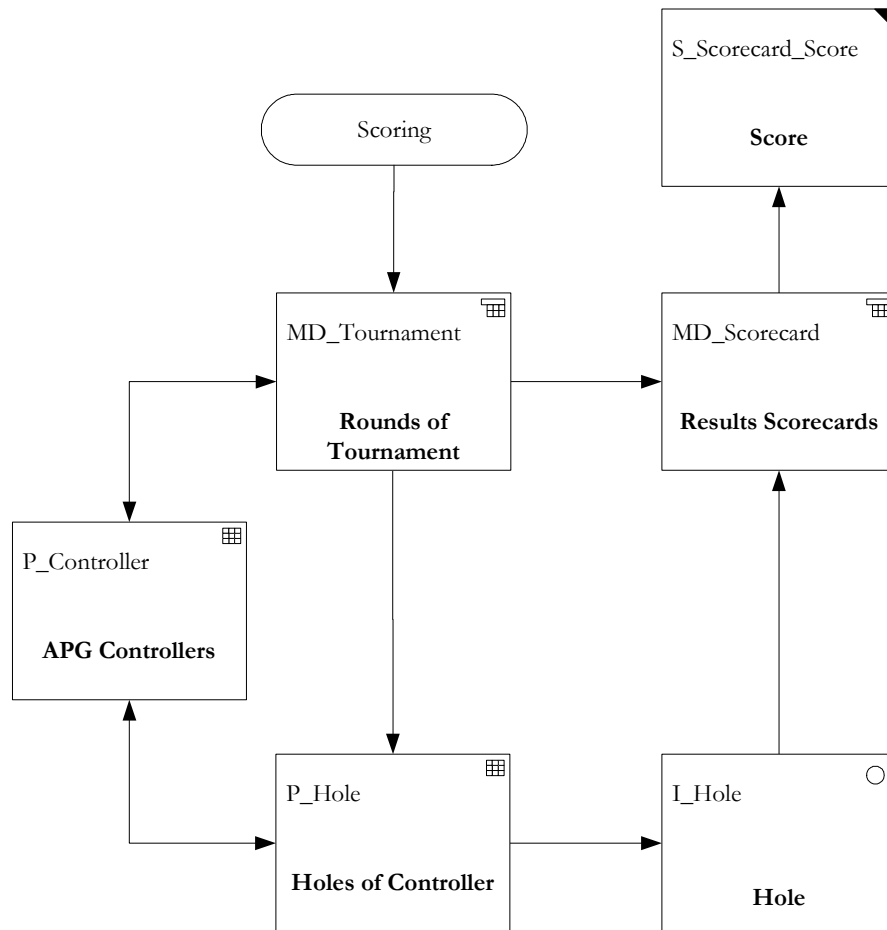 S_Scorecard_Score
Score
Scoring
MD_Tournament
Rounds of
Tournament
MD_Scorecard
Results Scorecards
P_Controller
APG Controllers
P_Hole
Holes of Controller
I_Hole
Hole